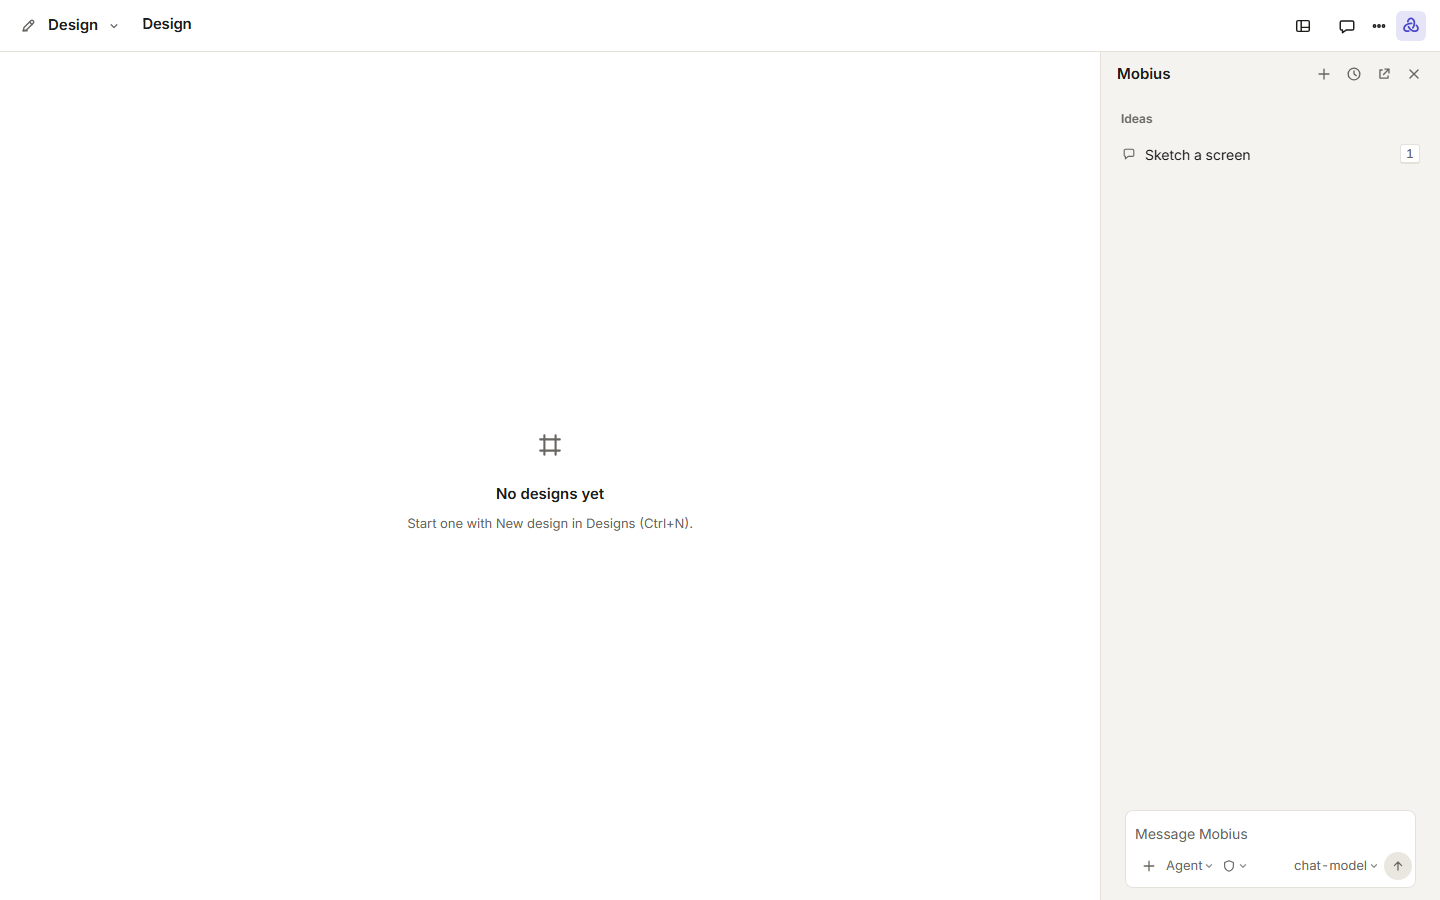 Design
Design
Mobius
Ideas
Sketch a screen
1
No designs yet
Start one with New design in Designs (Ctrl+N).
Message Mobius
Agent
chat-model